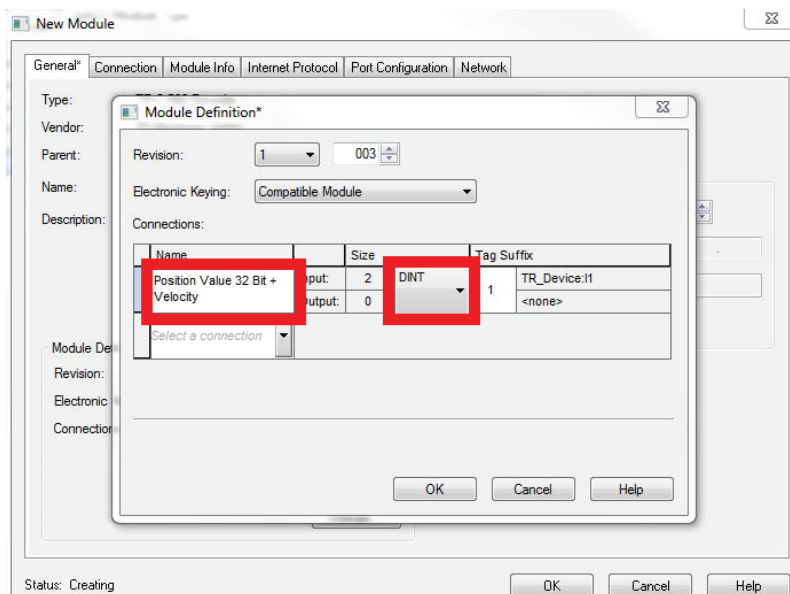 New Module
General* Connection Module Info Internet Protocol Port Configuration Network
Type:
Vendor:
Parent:
Name:
Description:
Module Definition*
Revision: 1 003
Electronic Keying: Compatible Module
Connections:
Name Size Tag Suffix
Position Value 32 Bit +
Velocity
nput: 2 DINT 1 TR_Device:I1
utput: 0 <none>
Select a connection
Module De
Revision:
Electronic
Connection
OK Cancel Help
Status: Creating
OK Cancel Help